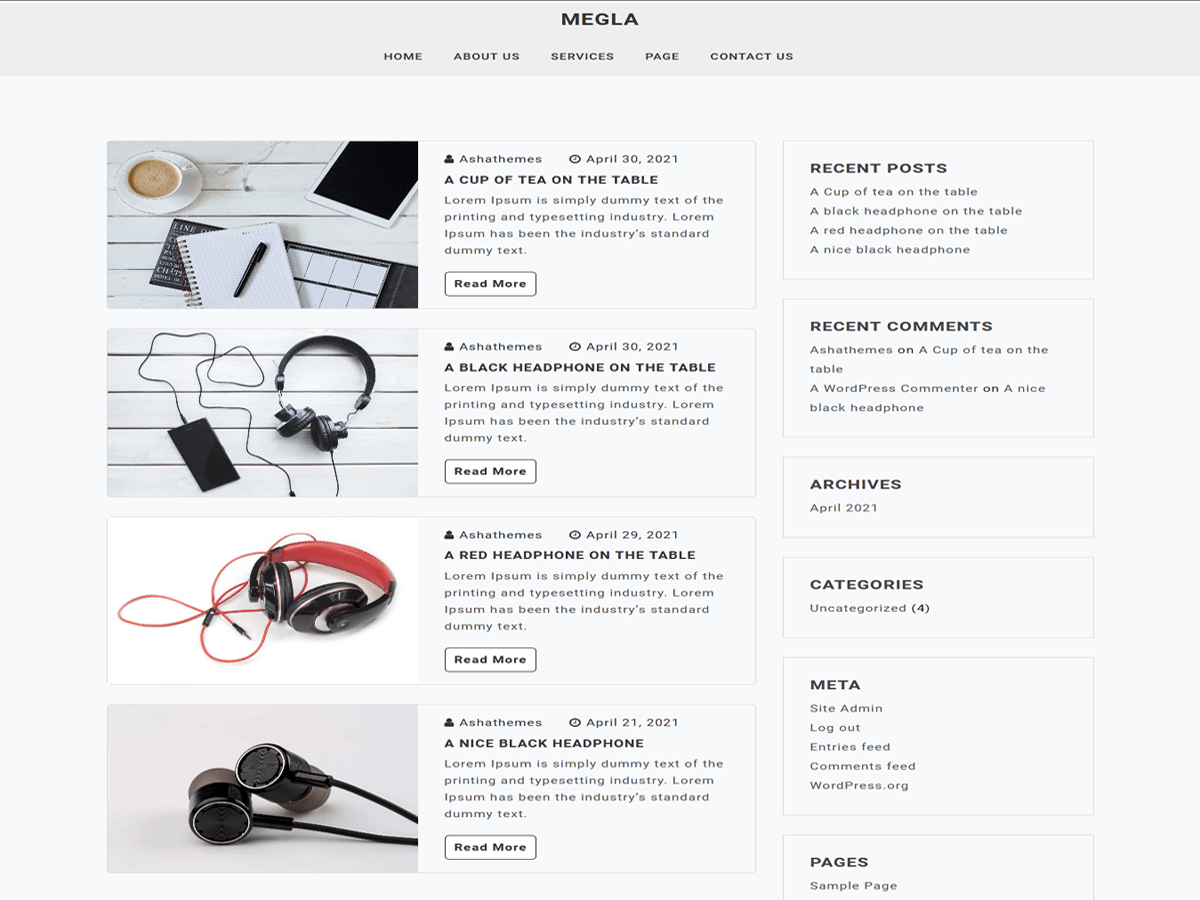 MEGLA
HOME ABOUT US SERVICES PAGE CONTACT US
LINE
CHÂT
Ashathemes April 30, 2021
A CUP OF TEA ON THE TABLE
Lorem Ipsum is simply dummy text of the
printing and typesetting industry. Lorem
Ipsum has been the industry's standard
dummy text.
Read More
Ashathemes April 30, 2021
A BLACK HEADPHONE ON THE TABLE
Lorem Ipsum is simply dummy text of the
printing and typesetting industry. Lorem
Ipsum has been the industry's standard
dummy text.
Read More
Ashathemes April 29, 2021
A RED HEADPHONE ON THE TABLE
Lorem Ipsum is simply dummy text of the
printing and typesetting industry. Lorem
Ipsum has been the industry's standard
dummy text.
Read More
Ashathemes April 21, 2021
A NICE BLACK HEADPHONE
Lorem Ipsum is simply dummy text of the
printing and typesetting industry. Lorem
Ipsum has been the industry's standard
dummy text.
Read More
RECENT POSTS
A Cup of tea on the table
A black headphone on the table
A red headphone on the table
A nice black headphone
RECENT COMMENTS
Ashathemes on A Cup of tea on the
table
A WordPress Commenter on A nice
black headphone
ARCHIVES
April 2021
CATEGORIES
Uncategorized (4)
META
Site Admin
Log out
Entries feed
Comments feed
WordPress.org
PAGES
Sample Page